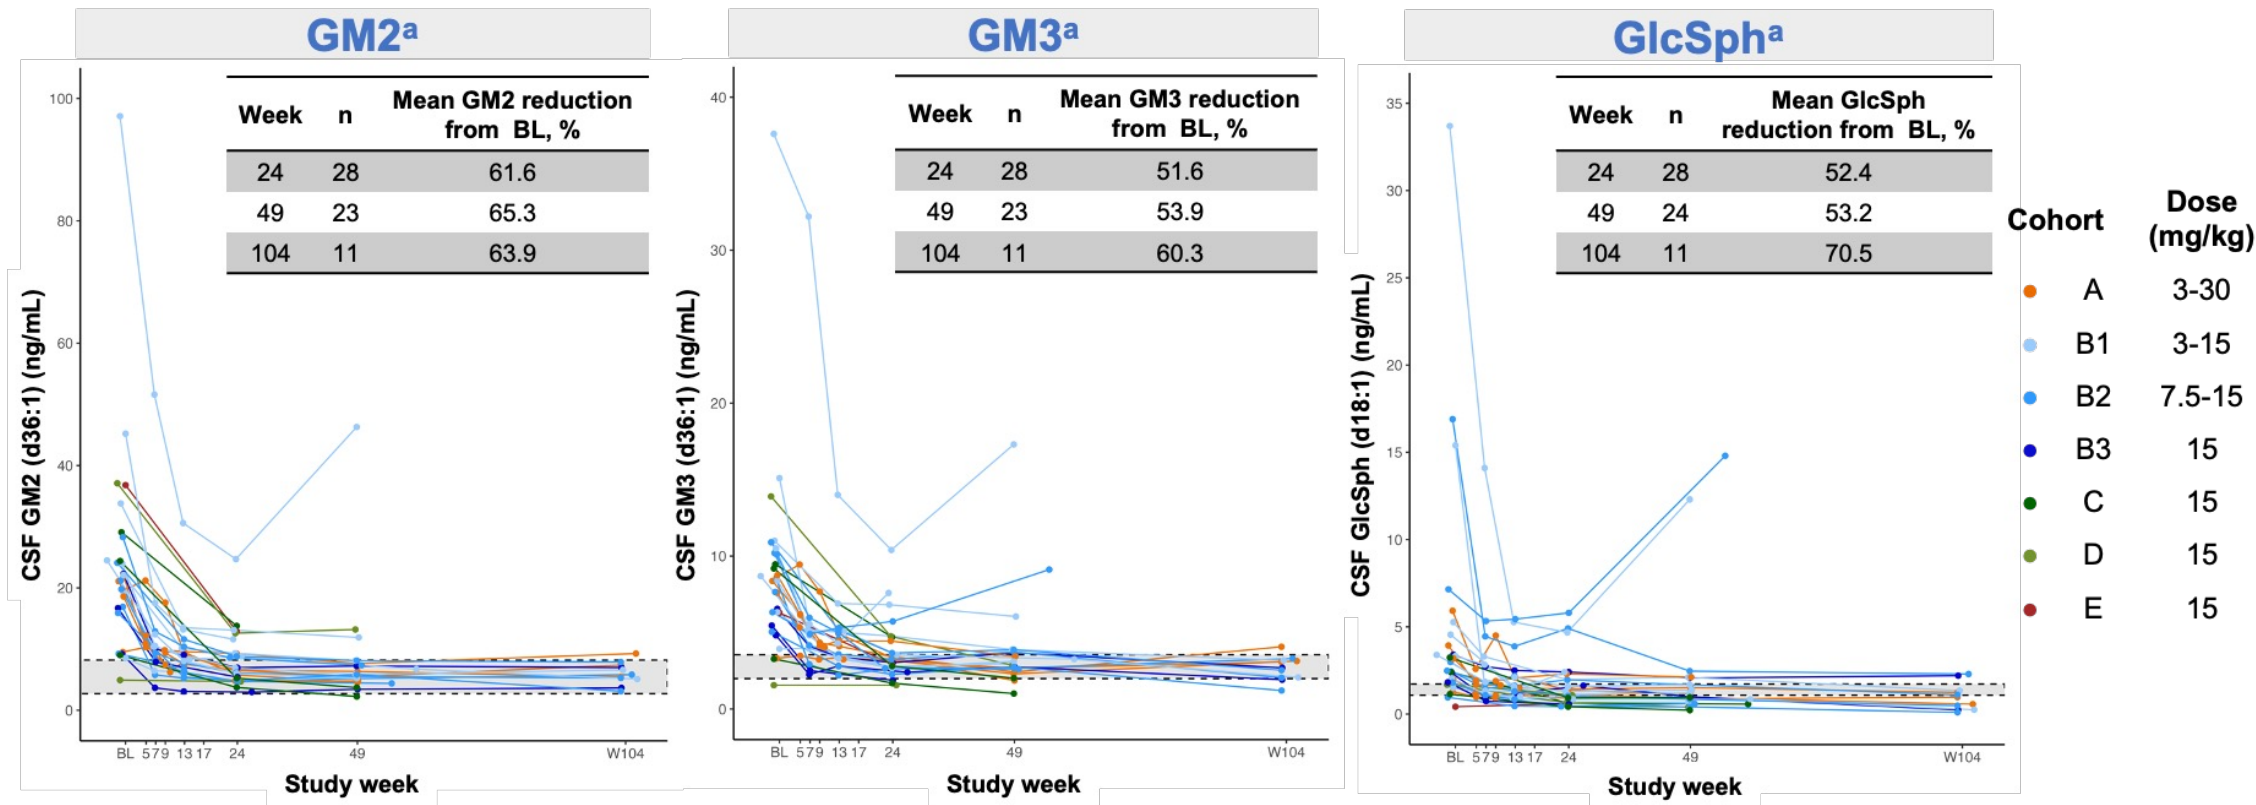 GM2ᵃ
CSF GM2 (d36:1) (ng/mL)
100
80
60
40
20
0
Week n Mean GM2 reduction
from BL, %
24 28 61.6
49 23 65.3
104 11 63.9
BL 5 7 9 13 17 24 49 W104
Study week
GM3ᵃ
CSF GM3 (d36:1) (ng/mL)
40
30
20
10
0
Week n Mean GM3 reduction
from BL, %
24 28 51.6
49 23 53.9
104 11 60.3
BL 5 7 9 13 17 24 49 W104
Study week
GlcSphᵃ
CSF GlcSph (d18:1) (ng/mL)
35
30
25
20
15
10
5
0
Week n Mean GlcSph
reduction from BL, %
24 28 52.4
49 24 53.2
104 11 70.5
BL 5 7 9 13 17 24 49 W104
Study week
Cohort Dose
(mg/kg)
A 3-30
B1 3-15
B2 7.5-15
B3 15
C 15
D 15
E 15